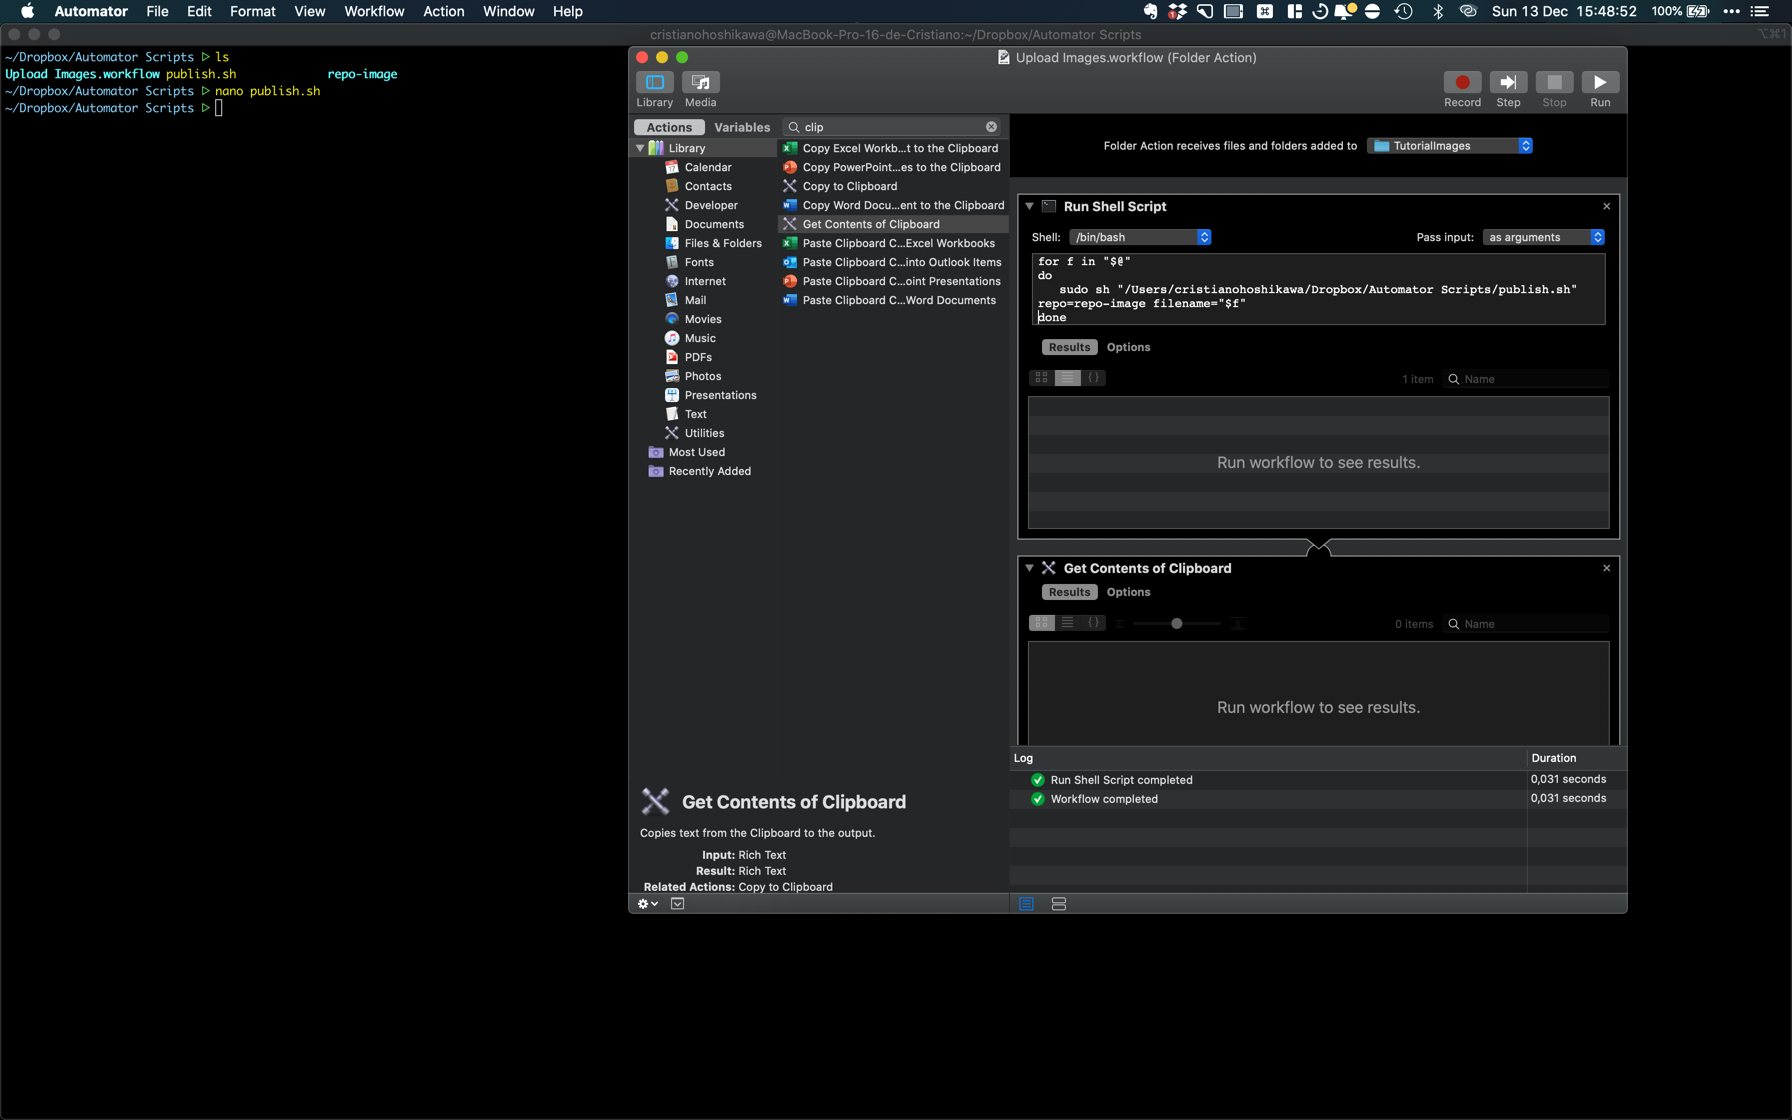 Automator File Edit Format View Workflow Action Window Help
Sun 13 Dec 15:48:52 100%
cristianohoshikawa@MacBook-Pro-16-de-Cristiano:~/Dropbox/Automator Scripts
⌥⌘1
~/Dropbox/Automator Scripts ▷ ls
Upload Images.workflow publish.sh repo-image
~/Dropbox/Automator Scripts ▷ nano publish.sh
~/Dropbox/Automator Scripts ▷
Upload Images.workflow (Folder Action)
Library Media
Record Step Stop Run
Actions Variables
clip
Library
Calendar
Contacts
Developer
Documents
Files & Folders
Fonts
Internet
Mail
Movies
Music
PDFs
Photos
Presentations
Text
Utilities
Most Used
Recently Added
Copy Excel Workb...t to the Clipboard
Copy PowerPoint...es to the Clipboard
Copy to Clipboard
Copy Word Docu...ent to the Clipboard
Get Contents of Clipboard
Paste Clipboard C...Excel Workbooks
Paste Clipboard C...into Outlook Items
Paste Clipboard C...oint Presentations
Paste Clipboard C...Word Documents
Folder Action receives files and folders added to TutorialImages
Run Shell Script
Shell: /bin/bash
Pass input: as arguments
for f in "$@"
do
sudo sh "/Users/cristianohoshikawa/Dropbox/Automator Scripts/publish.sh"
repo=repo-image filename="$f"
done
Results Options
1 item
Name
Run workflow to see results.
Get Contents of Clipboard
Results Options
0 items
Name
Run workflow to see results.
Log Duration
Run Shell Script completed 0,031 seconds
Workflow completed 0,031 seconds
Get Contents of Clipboard
Copies text from the Clipboard to the output.
Input: Rich Text
Result: Rich Text
Related Actions: Copy to Clipboard